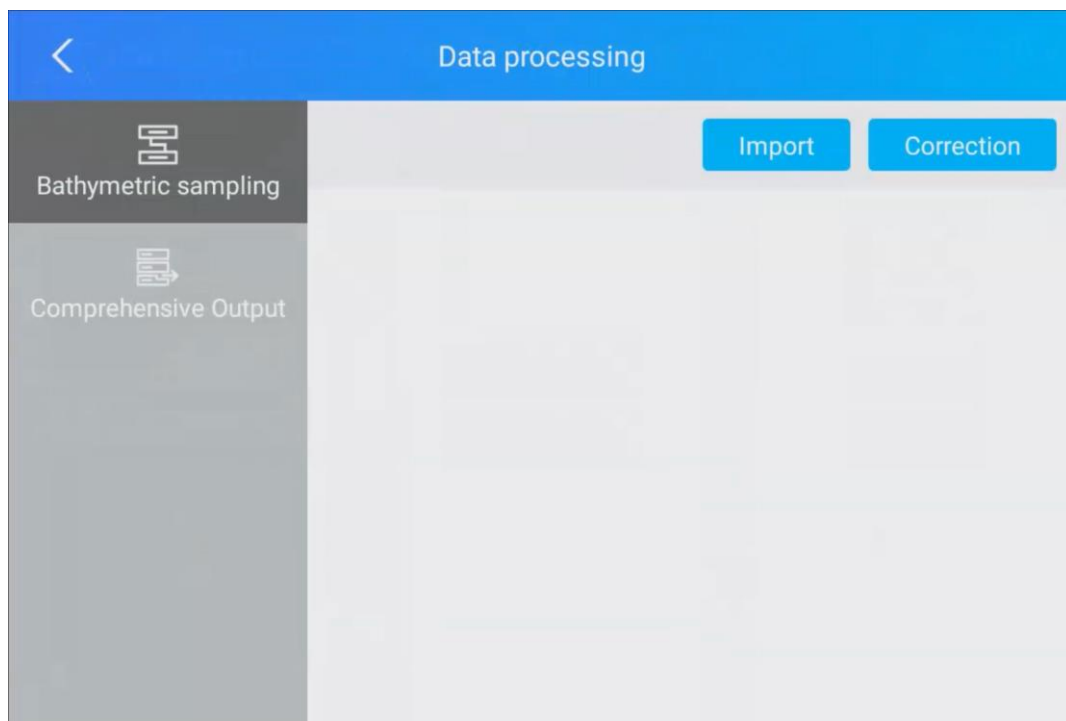 Data processing
Import
Correction
Bathymetric sampling
Comprehensive Output